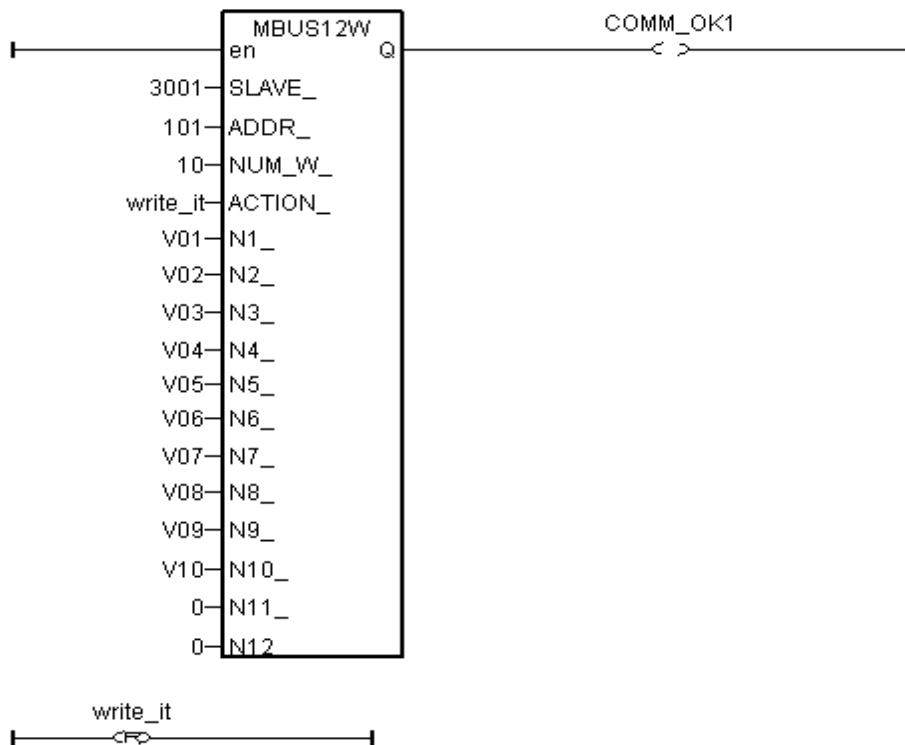 MBUS12W
COMM_OK1
en Q
3001 SLAVE_
101 ADDR_
10 NUM_W_
write_it ACTION_
V01 N1_
V02 N2_
V03 N3_
V04 N4_
V05 N5_
V06 N6_
V07 N7_
V08 N8_
V09 N9_
V10 N10_
0 N11_
0 N12
write_it
R